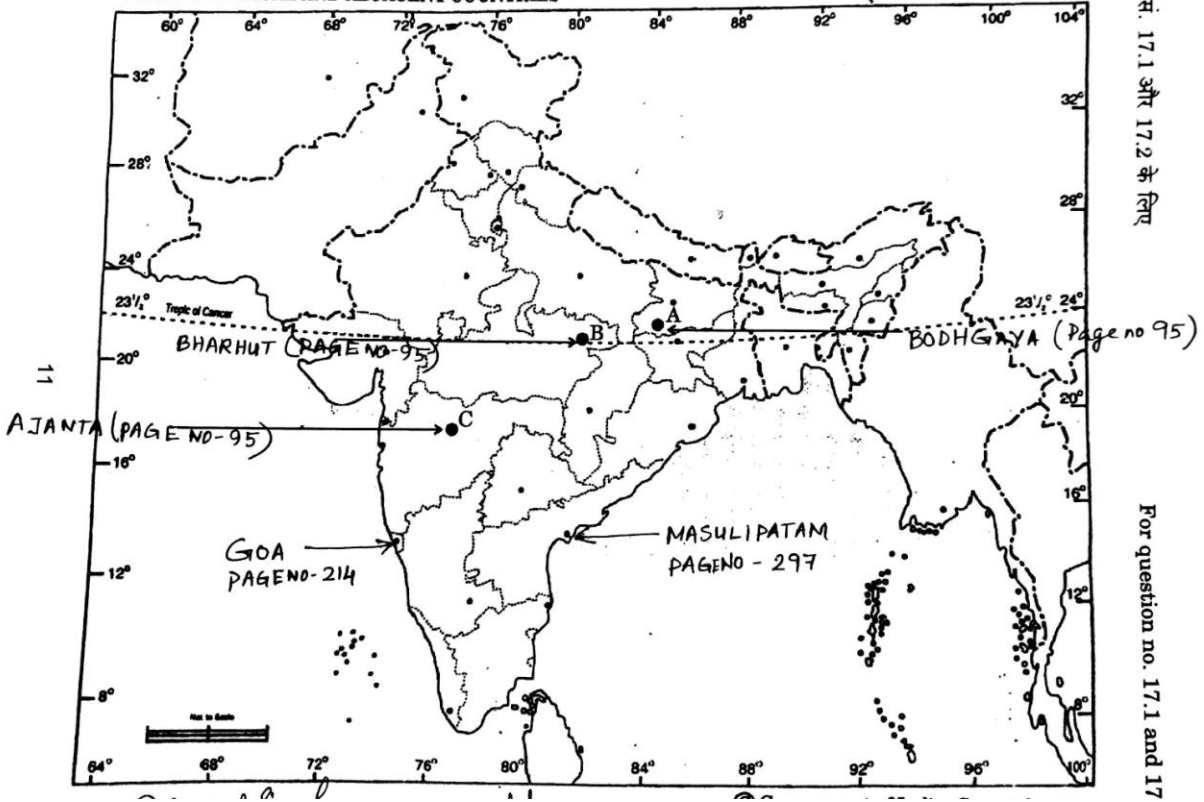 60° 64° 68° 72° 76° 80° 84° 88° 92° 96° 100° 104°
32° 32°
28° 28°
24° 23½° 24°
23½° Tropic of Cancer
A
B
BHARHUT (PAGE NO-95)
BODHGAYA (Page no 95)
20° 20°
C
AJANTA (PAGE NO-95)
16° 16°
GOA
PAGENO-214
MASULIPATAM
PAGENO - 297
12° 12°
8° 8°
Not to Scale
64° 68° 72° 76° 80° 84° 88° 92° 96° 100°
11
सं. 17.1 और 17.2 के लिए
For question no. 17.1 and 17